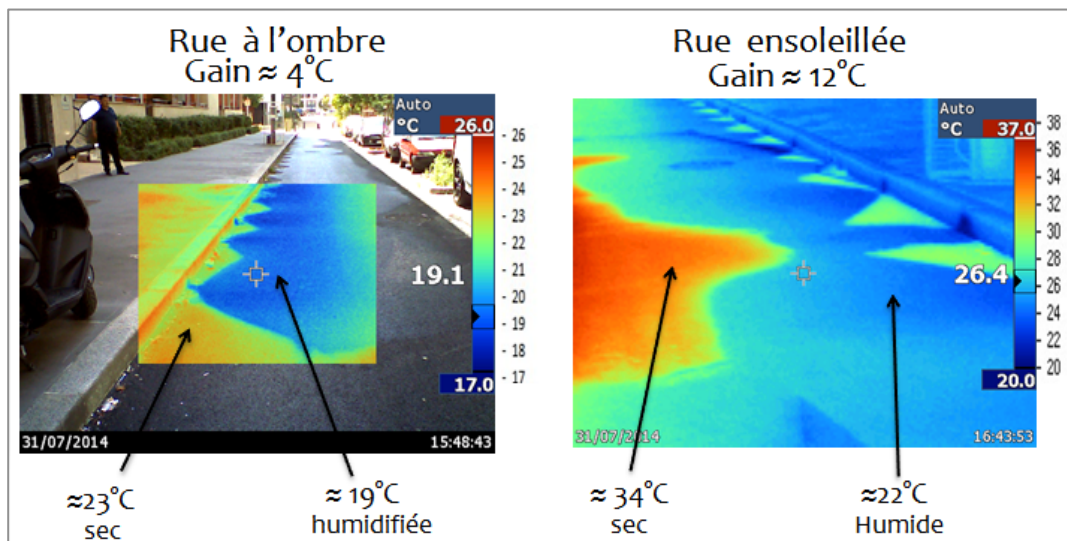 Rue à l'ombre
Gain ≈ 4°C
Rue ensoleillée
Gain ≈ 12°C
Auto
°C 26.0
26
25
24
23
22
21
20
19
18
17
19.1
17.0
31/07/2014 15:48:43
Auto
°C 37.0
38
36
34
32
30
28
26
24
22
20
26.4
20.0
31/07/2014 16:43:53
≈23°C
sec
≈ 19°C
humidifiée
≈ 34°C
sec
≈22°C
Humide